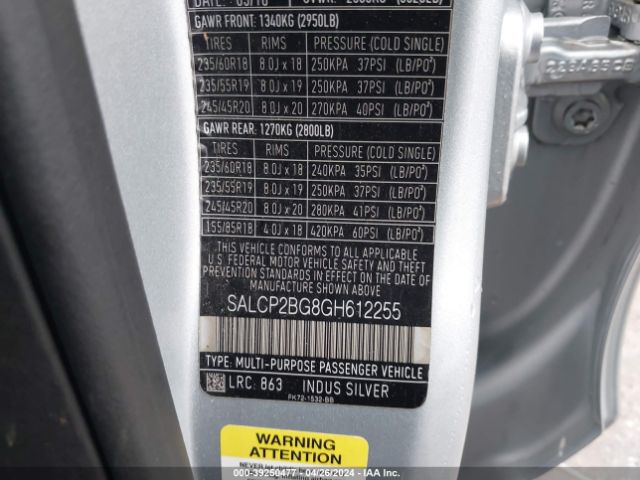 GAWR FRONT: 1340KG (2950LB)
TIRES RIMS PRESSURE (COLD SINGLE)
235/60R18 8.0J x 18 250KPA 37PSI (LB/PO²)
235/55R19 8.0J x 19 250KPA 37PSI (LB/PO²)
245/45R20 8.0J x 20 270KPA 40PSI (LB/PO²)
GAWR REAR: 1270KG (2800LB)
TIRES RIMS PRESSURE (COLD SINGLE)
235/60R18 8.0J x 18 240KPA 35PSI (LB/PO²)
235/55R19 8.0J x 19 250KPA 37PSI (LB/PO²)
245/45R20 8.0J x 20 280KPA 41PSI (LB/PO²)
155/85R18 4.0J x 18 420KPA 60PSI (LB/PO²)
THIS VEHICLE CONFORMS TO ALL APPLICABLE
U.S FEDERAL MOTOR VEHICLE SAFETY AND THEFT
PREVENTION STANDARDS IN EFFECT ON THE DATE OF
MANUFACTURE SHOWN ABOVE
SALCP2BG8GH612255
TYPE: MULTI-PURPOSE PASSENGER VEHICLE
LRC: 863 INDUS SILVER
FK72-1532-BB
WARNING
ATTENTION
©COPYRIGHT 39250477 - 04/26/2024 - IAA Inc.